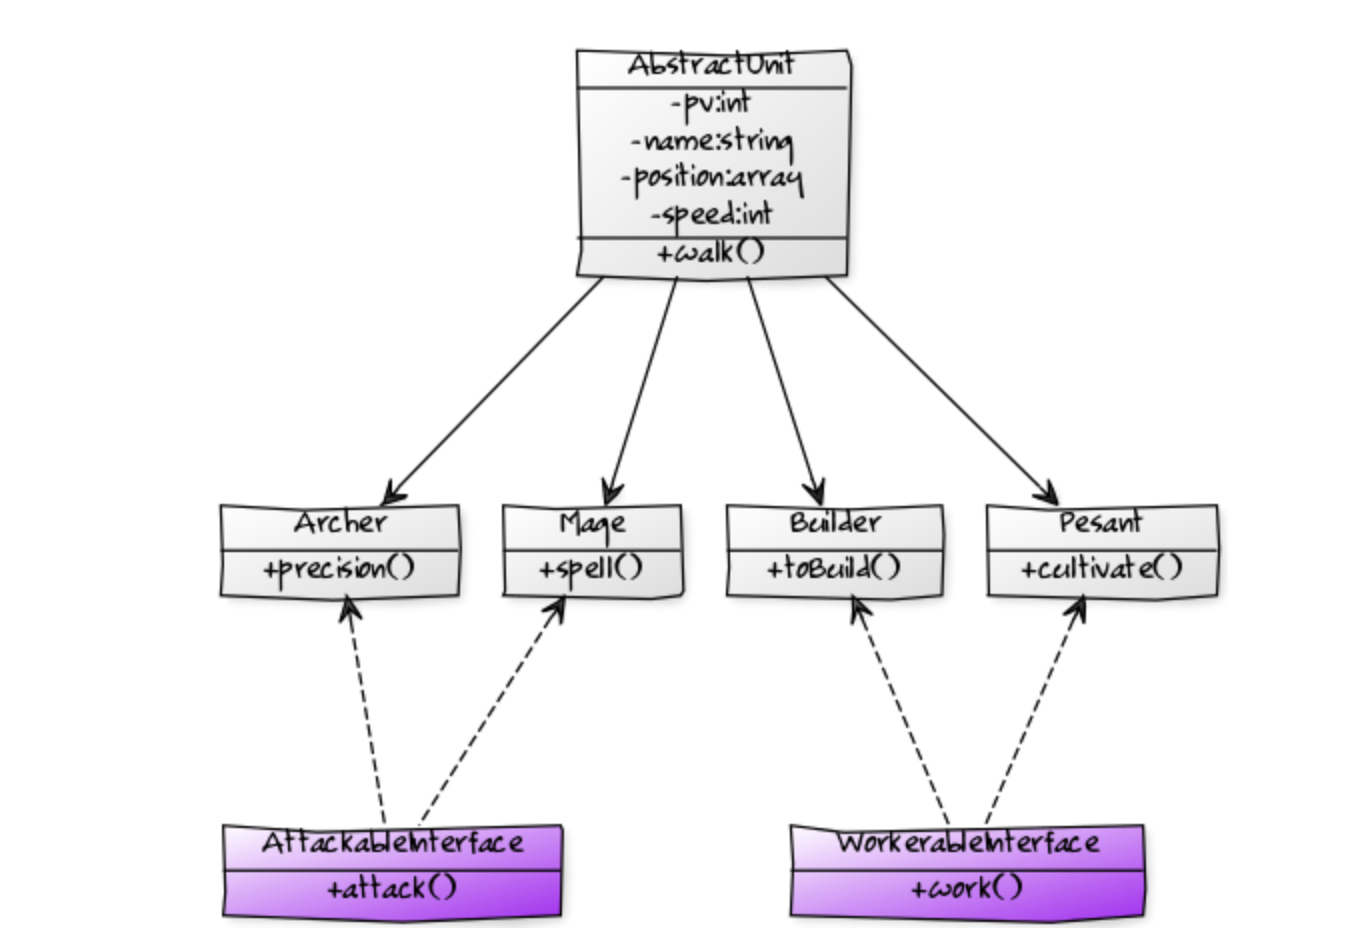 AbstractUnit
-pv:int
-name:string
-position:array
-speed:int
+walk()
Archer
+precision()
Mage
+spell()
Builder
+toBuild()
Pesant
+cultivate()
AttackableInterface
+attack()
WorkerableInterface
+work()